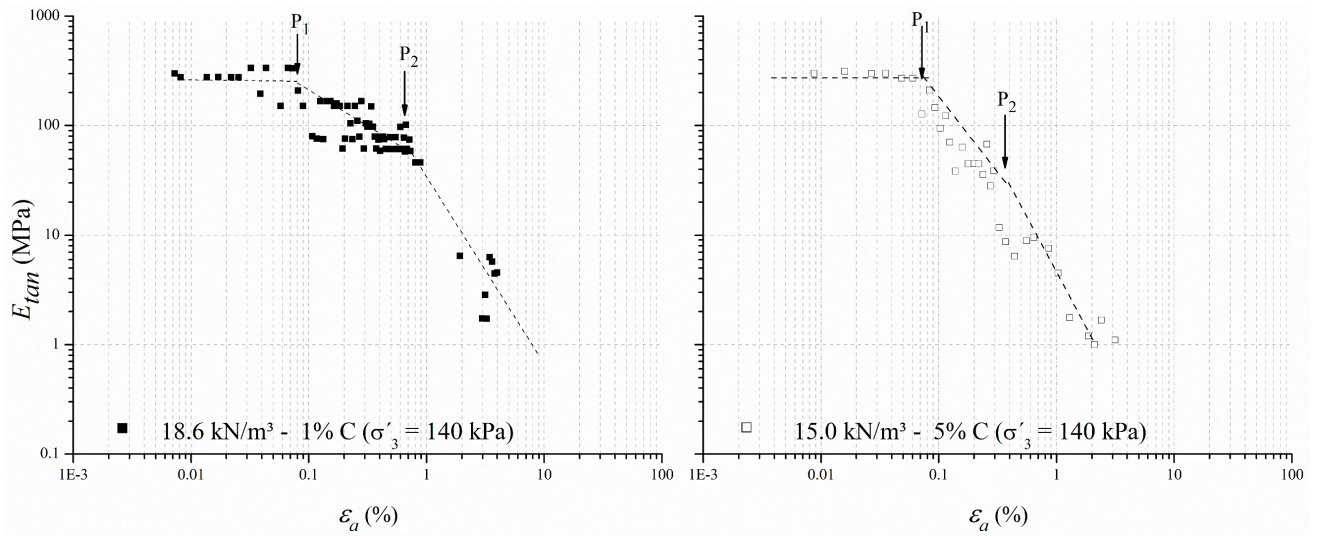 1000
100
10
1
0.1
E_tan (MPa)
P₁
P₂
18.6 kN/m³ - 1% C (σ´₃ = 140 kPa)
1E-3 0.01 0.1 1 10 100
εₐ (%)
P₁
P₂
15.0 kN/m³ - 5% C (σ´₃ = 140 kPa)
1E-3 0.01 0.1 1 10 100
εₐ (%)